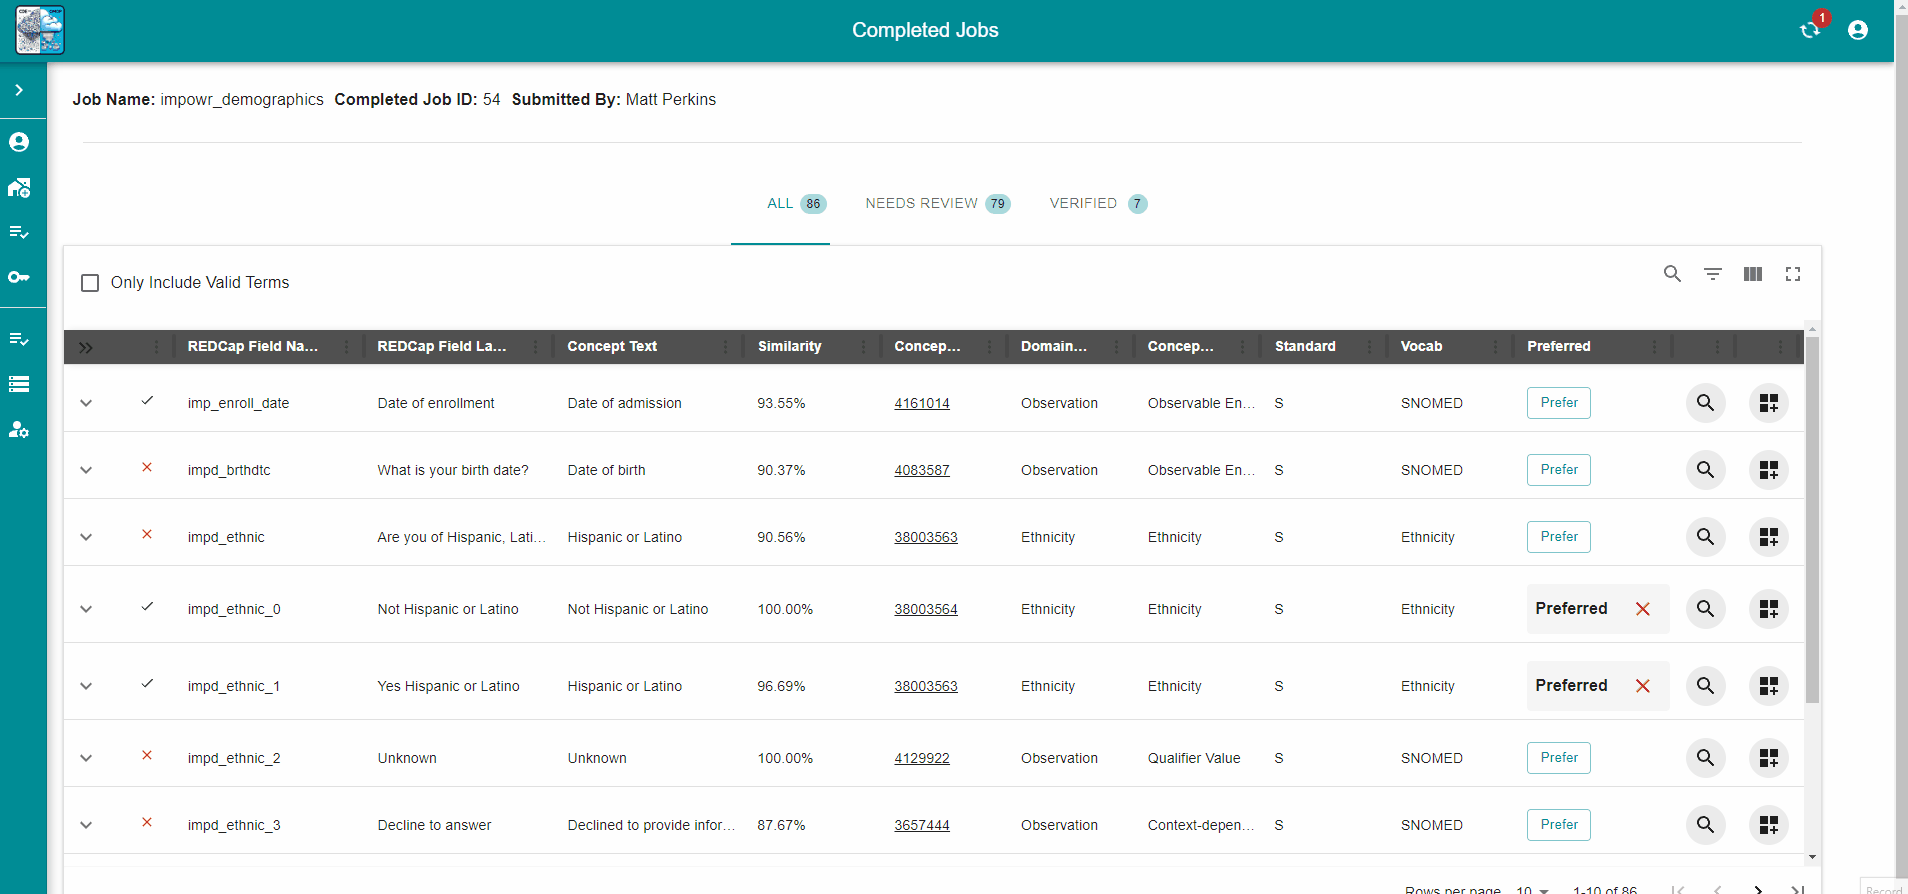 CDE OMOP
Completed Jobs
1
Job Name: impowr_demographics Completed Job ID: 54 Submitted By: Matt Perkins
ALL 86 NEEDS REVIEW 79 VERIFIED 7
Only Include Valid Terms
REDCap Field Na... REDCap Field La... Concept Text Similarity Concep... Domain... Concep... Standard Vocab Preferred
imp_enroll_date Date of enrollment Date of admission 93.55% 4161014 Observation Observable En... S SNOMED Prefer
impd_brthdtc What is your birth date? Date of birth 90.37% 4083587 Observation Observable En... S SNOMED Prefer
impd_ethnic Are you of Hispanic, Lati... Hispanic or Latino 90.56% 38003563 Ethnicity Ethnicity S Ethnicity Prefer
impd_ethnic_0 Not Hispanic or Latino Not Hispanic or Latino 100.00% 38003564 Ethnicity Ethnicity S Ethnicity Preferred
impd_ethnic_1 Yes Hispanic or Latino Hispanic or Latino 96.69% 38003563 Ethnicity Ethnicity S Ethnicity Preferred
impd_ethnic_2 Unknown Unknown 100.00% 4129922 Observation Qualifier Value S SNOMED Prefer
impd_ethnic_3 Decline to answer Declined to provide infor... 87.67% 3657444 Observation Context-depen... S SNOMED Prefer
Rows per page 10 1-10 of 86
Record